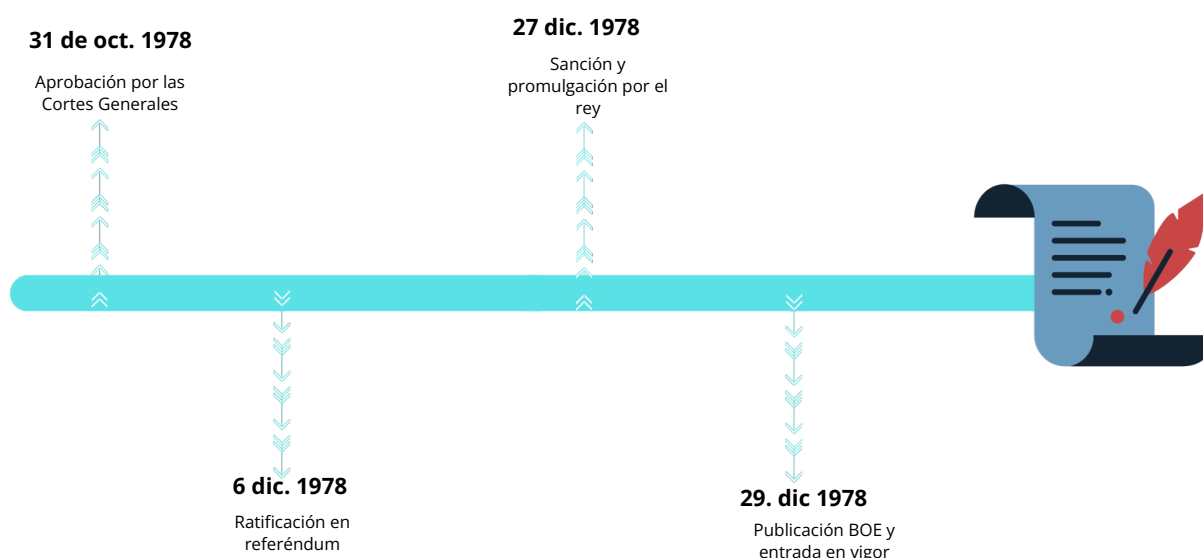 31 de oct. 1978
Aprobación por las
Cortes Generales
6 dic. 1978
Ratificación en
referéndum
27 dic. 1978
Sanción y
promulgación por el
rey
29. dic 1978
Publicación BOE y
entrada en vigor